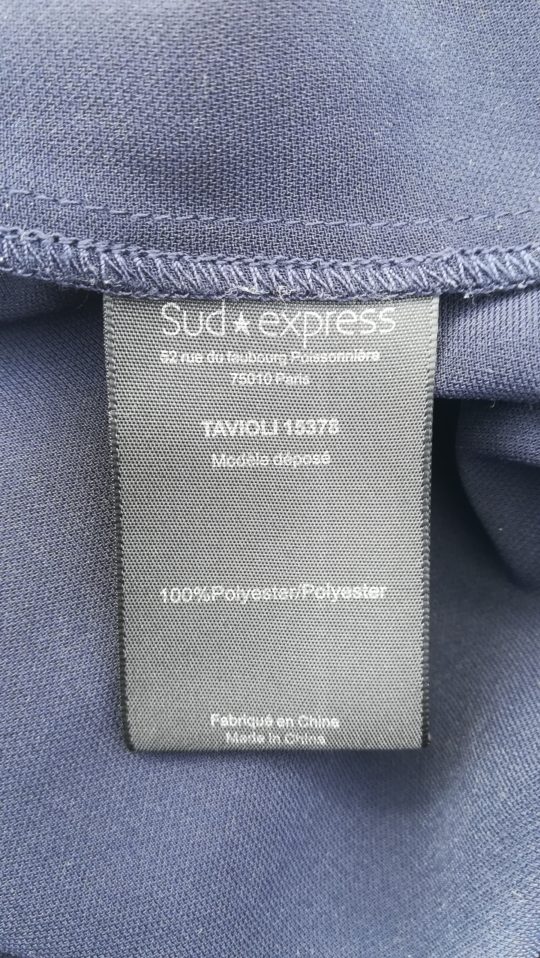 Sud★express
52 rue du faubourg Poissonnière
75010 Paris
TAVIOLI 15378
Modèle déposé
100%Polyester/Polyester
Fabriqué en China
Made in China